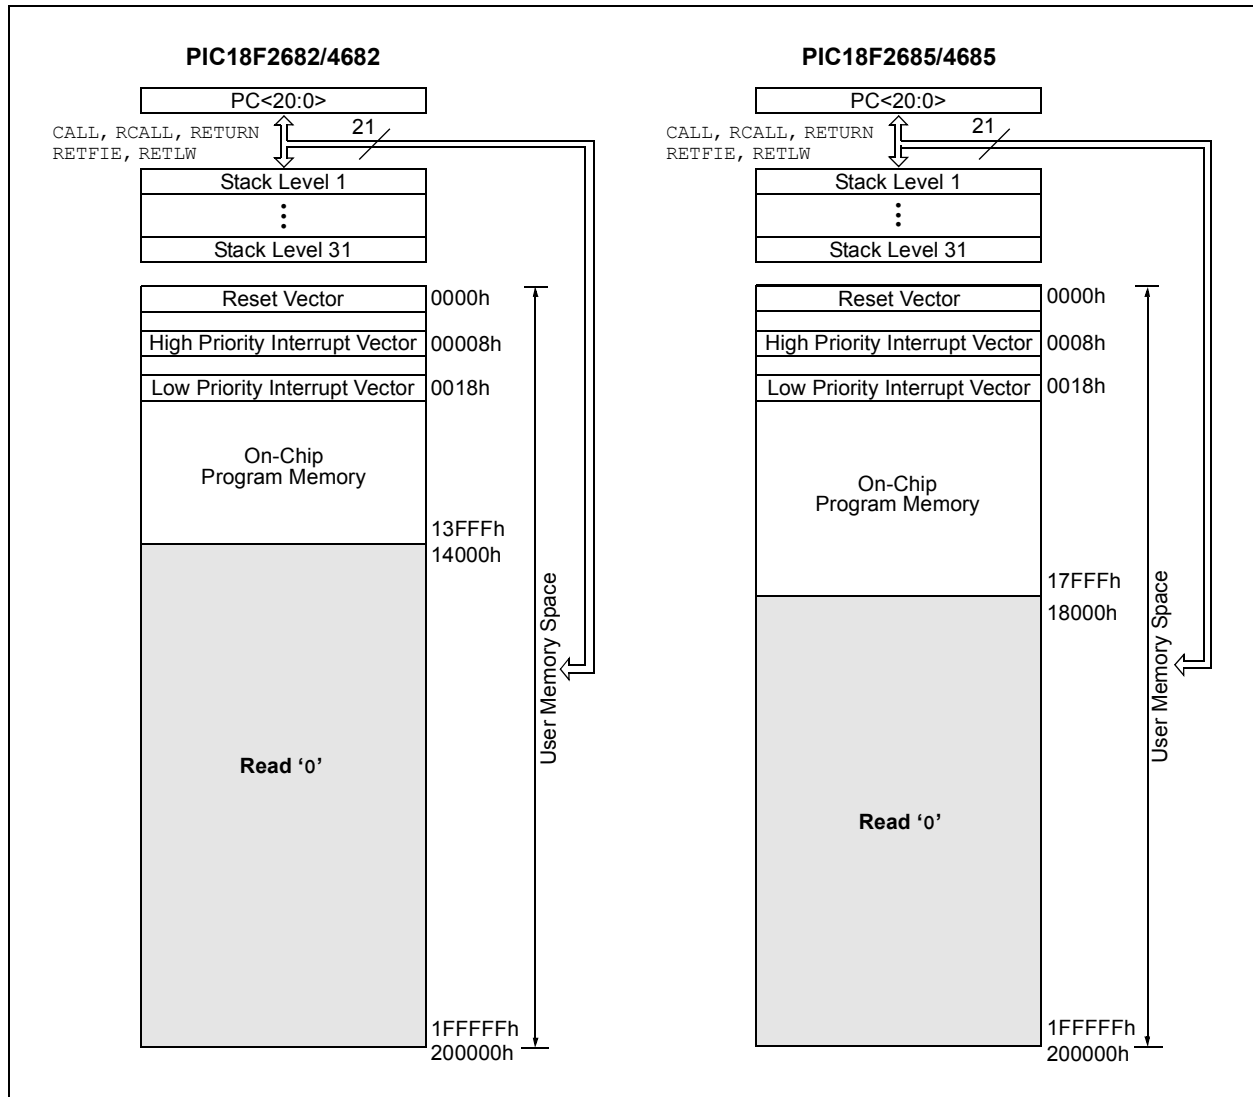 PIC18F2682/4682
PC<20:0>
CALL, RCALL, RETURN
RETFIE, RETLW
21
Stack Level 1
Stack Level 31
Reset Vector
0000h
High Priority Interrupt Vector
00008h
Low Priority Interrupt Vector
0018h
On-Chip
Program Memory
13FFFh
14000h
Read ‘0’
User Memory Space
1FFFFFh
200000h
PIC18F2685/4685
PC<20:0>
CALL, RCALL, RETURN
RETFIE, RETLW
21
Stack Level 1
Stack Level 31
Reset Vector
0000h
High Priority Interrupt Vector
0008h
Low Priority Interrupt Vector
0018h
On-Chip
Program Memory
17FFFh
18000h
Read ‘0’
User Memory Space
1FFFFFh
200000h